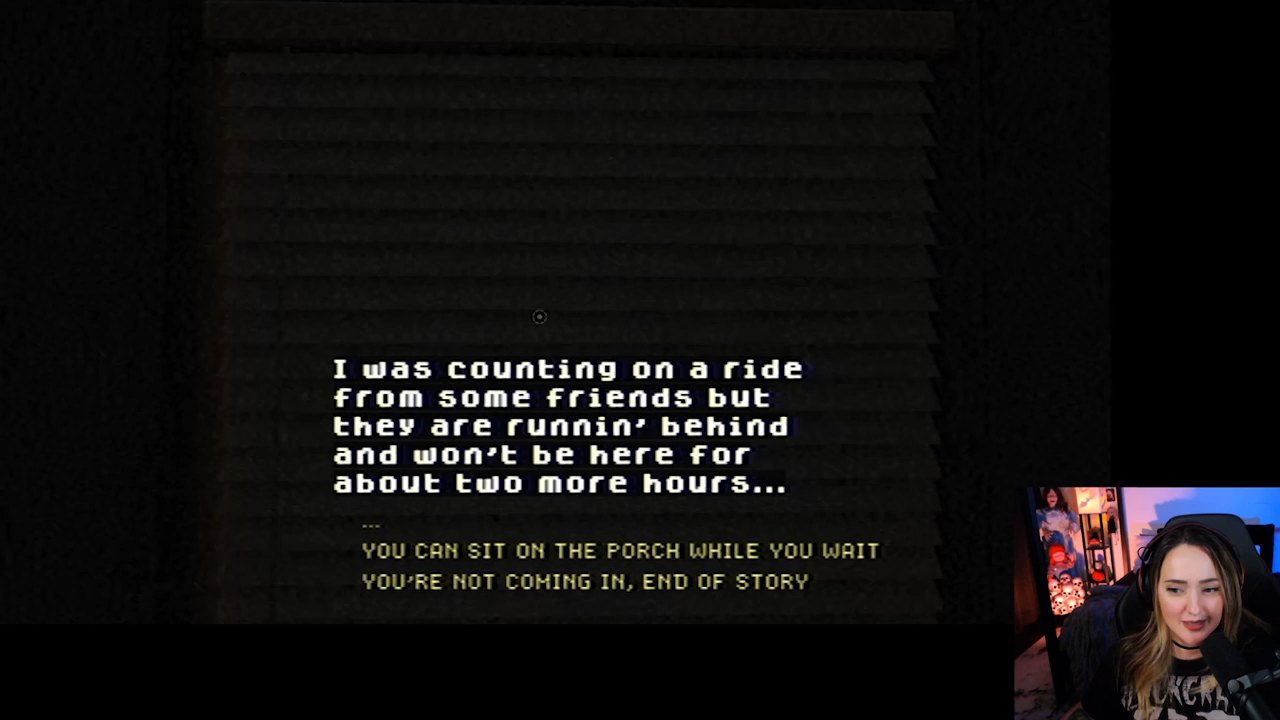 I was counting on a ride
from some friends but
they are runnin' behind
and won't be here for
about two more hours...
...
YOU CAN SIT ON THE PORCH WHILE YOU WAIT
YOU'RE NOT COMING IN, END OF STORY